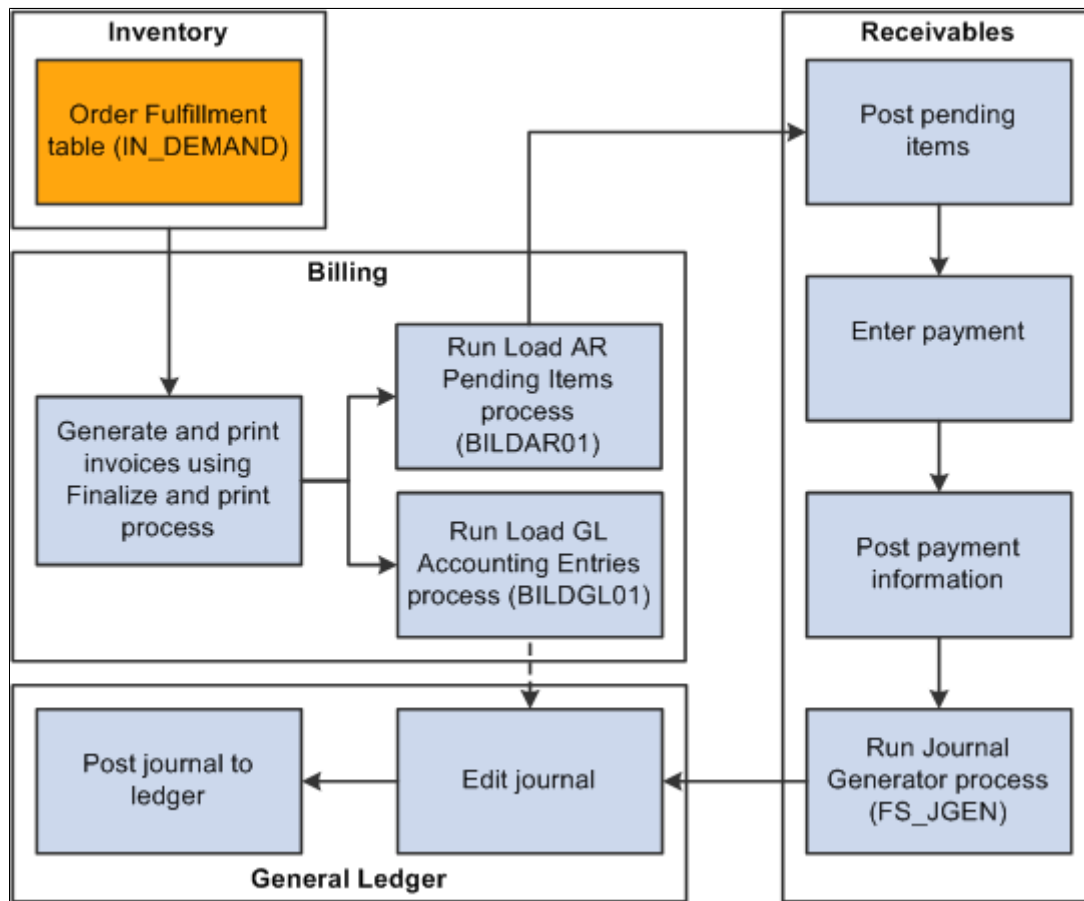 Inventory
Order Fulfillment
table (IN_DEMAND)
Billing
Generate and print
invoices using
Finalize and print
process
Run Load AR
Pending Items
process
(BILDAR01)
Run Load GL
Accounting Entries
process (BILDGL01)
Receivables
Post pending
items
Enter payment
Post payment
information
Run Journal
Generator process
(FS_JGEN)
Edit journal
Post journal to
ledger
General Ledger